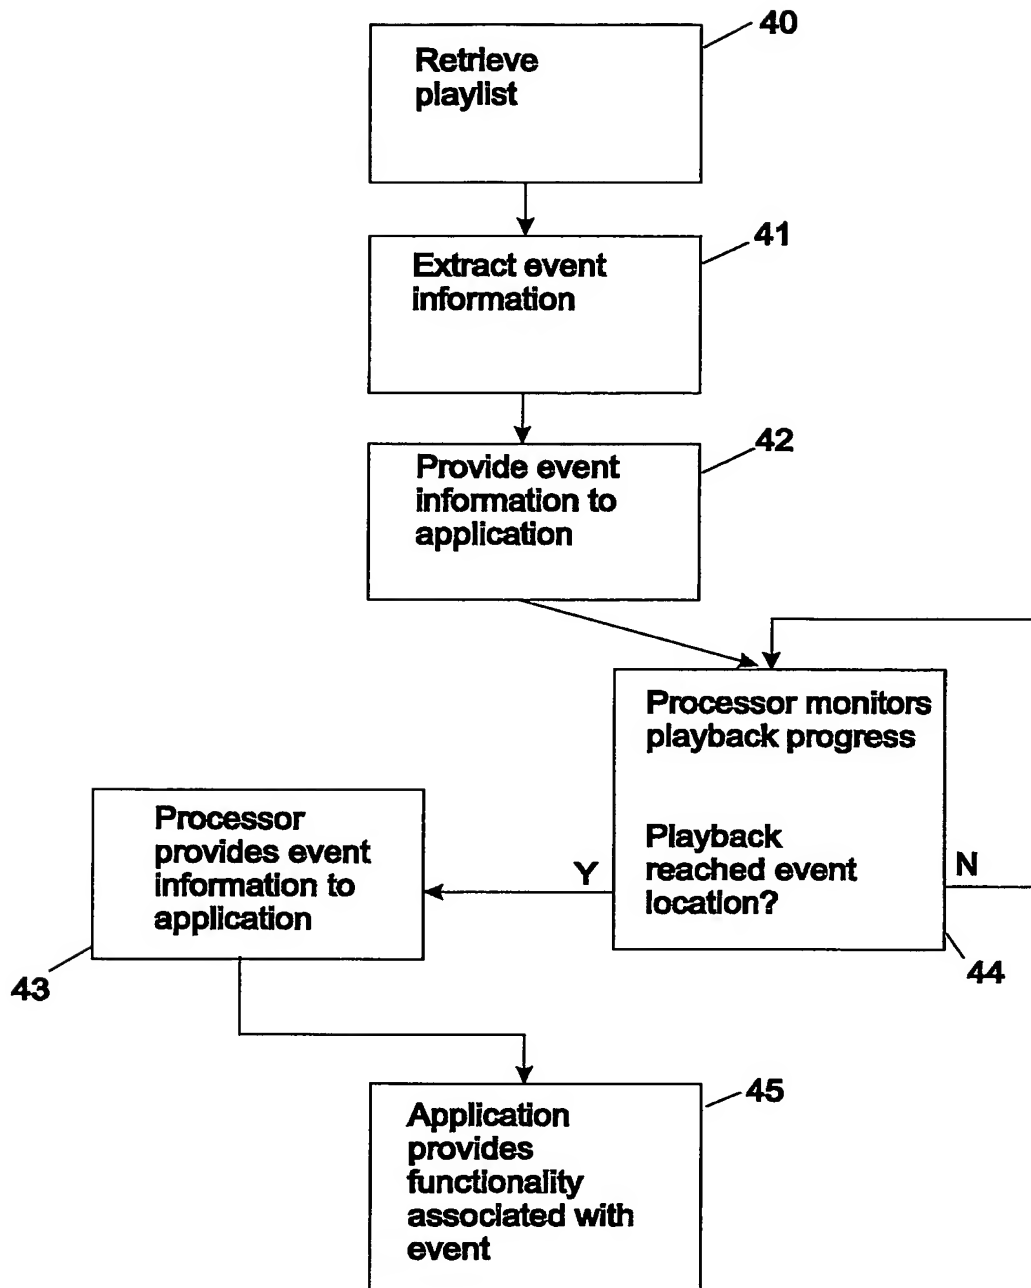 40
Retrieve
playlist
41
Extract event
information
42
Provide event
information to
application
Processor monitors
playback progress
Playback
reached event
location?
Y
N
44
Processor
provides event
information to
application
43
45
Application
provides
functionality
associated with
event